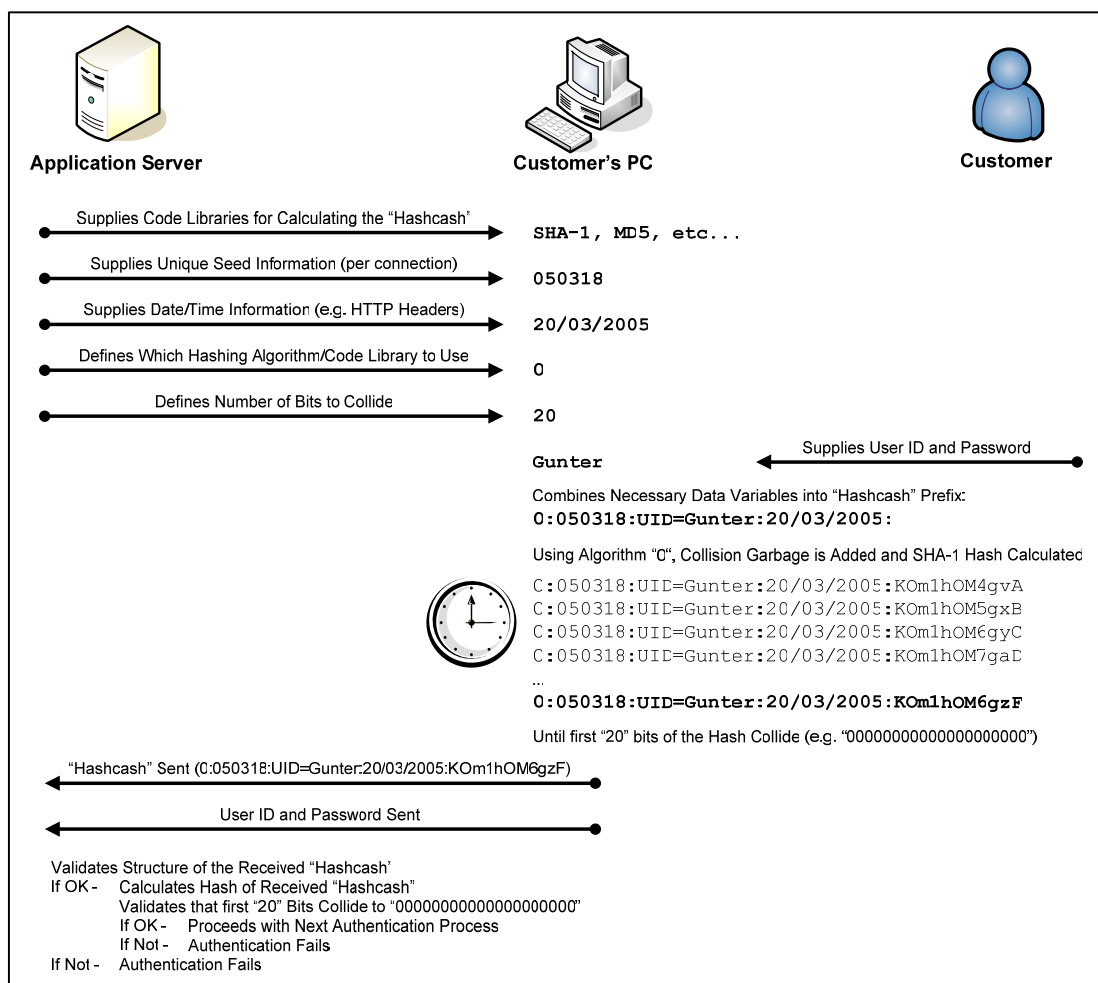 Application Server
Customer's PC
Customer
Supplies Code Libraries for Calculating the "Hashcash"
SHA-1, MD5, etc...
Supplies Unique Seed Information (per connection)
050318
Supplies Date/Time Information (e.g. HTTP Headers)
20/03/2005
Defines Which Hashing Algorithm/Code Library to Use
0
Defines Number of Bits to Collide
20
Gunter
Supplies User ID and Password
Combines Necessary Data Variables into "Hashcash" Prefix:
0:050318:UID=Gunter:20/03/2005:
Using Algorithm "0", Collision Garbage is Added and SHA-1 Hash Calculated
0:050318:UID=Gunter:20/03/2005:KOm1hOM4gvA
0:050318:UID=Gunter:20/03/2005:KOm1hOM5gxB
0:050318:UID=Gunter:20/03/2005:KOm1hOM6gyC
0:050318:UID=Gunter:20/03/2005:KOm1hOM7gaD
...
0:050318:UID=Gunter:20/03/2005:KOm1hOM6gzF
Until first "20" bits of the Hash Collide (e.g. "00000000000000000000")
"Hashcash" Sent (0:050318:UID=Gunter:20/03/2005:KOm1hOM6gzF)
User ID and Password Sent
Validates Structure of the Received "Hashcash"
If OK - Calculates Hash of Received "Hashcash"
Validates that first "20" Bits Collide to "00000000000000000000"
If OK - Proceeds with Next Authentication Process
If Not - Authentication Fails
If Not - Authentication Fails